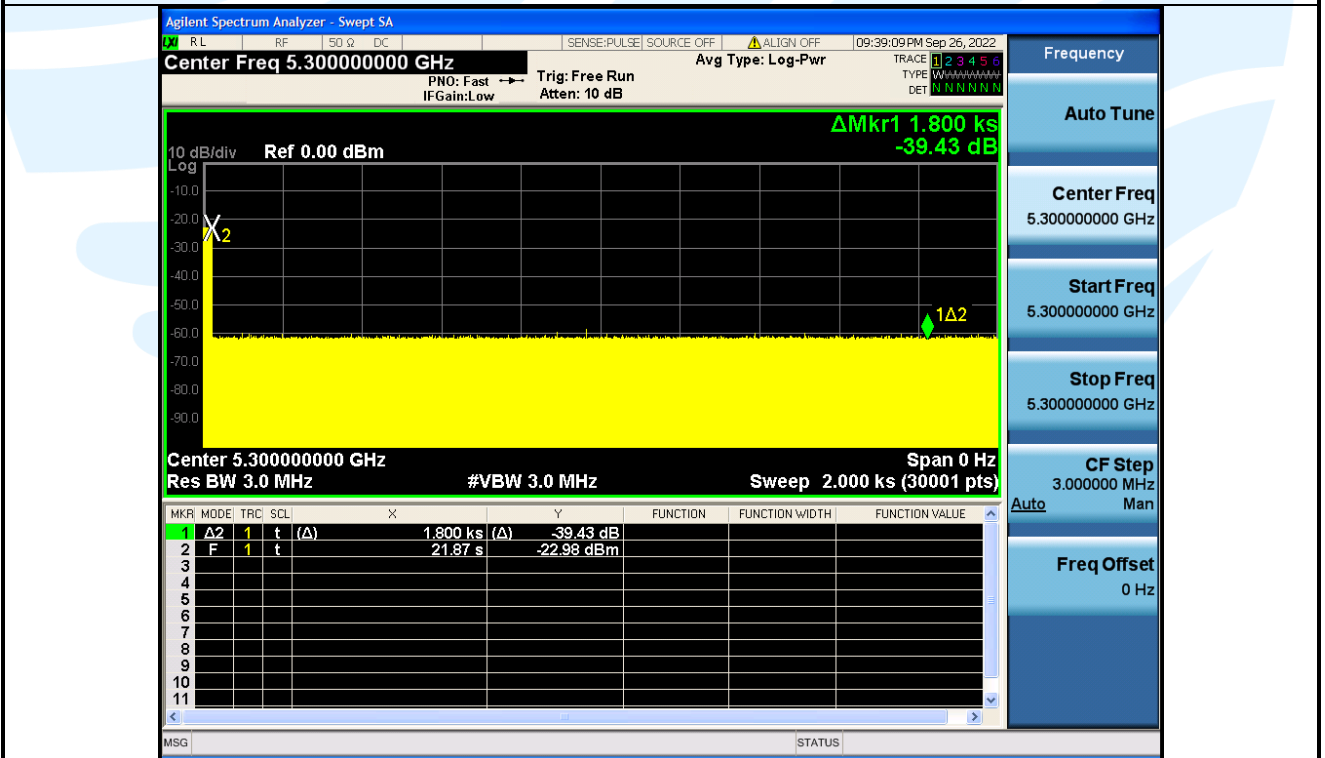 Agilent Spectrum Analyzer - Swept SA
LXI RL RF 50 Ω DC SENSE:PULSE SOURCE OFF ALIGN OFF 09:39:09 PM Sep 26, 2022
Center Freq 5.300000000 GHz
PNO: Fast
IFGain:Low
Trig: Free Run
Atten: 10 dB
Avg Type: Log-Pwr
TRACE 1 2 3 4 5 6
TYPE WWWWWW
DET N N N N N N
ΔMkr1 1.800 ks
-39.43 dB
10 dB/div Ref 0.00 dBm
Log
-10.0
-20.0
-30.0
-40.0
-50.0
-60.0
-70.0
-80.0
-90.0
X2
1Δ2
Center 5.300000000 GHz Span 0 Hz
Res BW 3.0 MHz #VBW 3.0 MHz Sweep 2.000 ks (30001 pts)
MKR MODE TRC SCL X Y FUNCTION FUNCTION WIDTH FUNCTION VALUE
1 Δ2 1 t (Δ) 1.800 ks (Δ) -39.43 dB
2 F 1 t 21.87 s -22.98 dBm
3
4
5
6
7
8
9
10
11
MSG STATUS
Frequency
Auto Tune
Center Freq
5.300000000 GHz
Start Freq
5.300000000 GHz
Stop Freq
5.300000000 GHz
CF Step
3.000000 MHz
Auto Man
Freq Offset
0 Hz